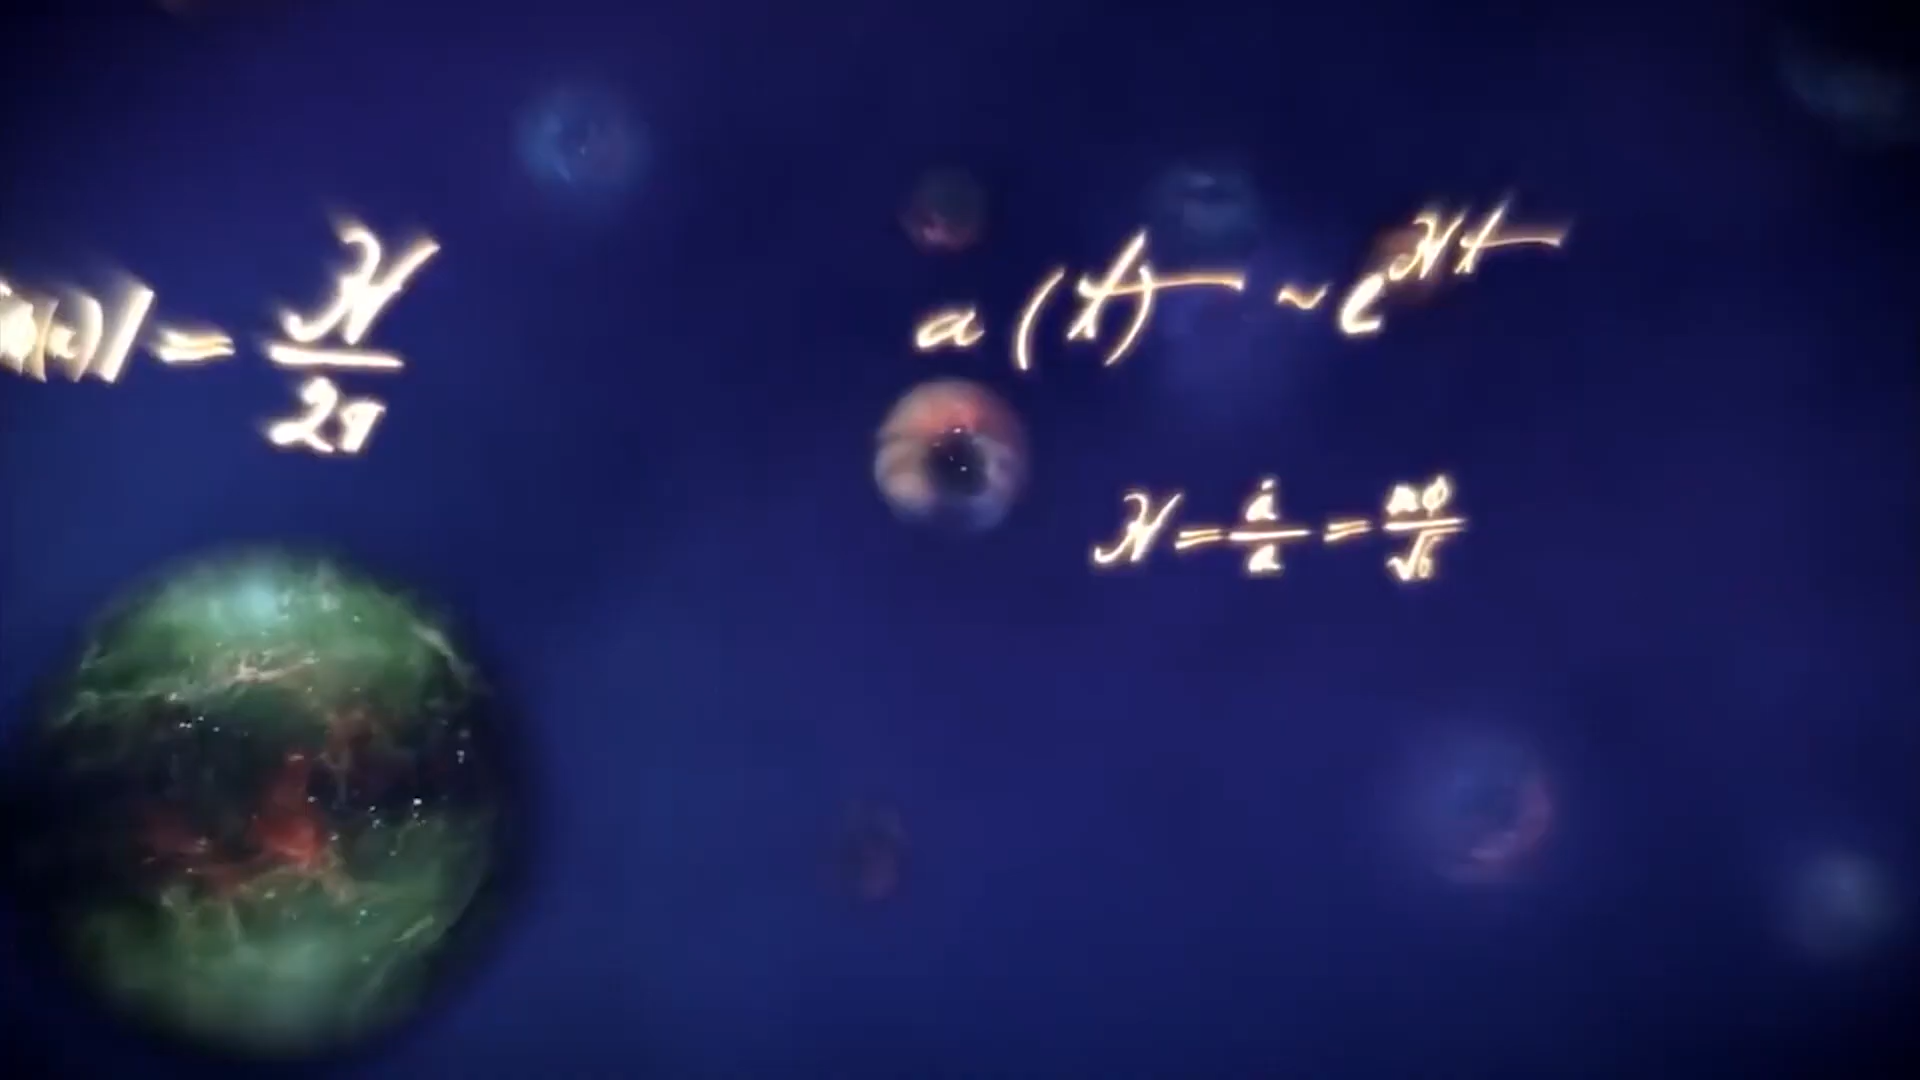 | = H/2π
a(t) ~ e^Ht
H = ȧ/a = mφ/√6